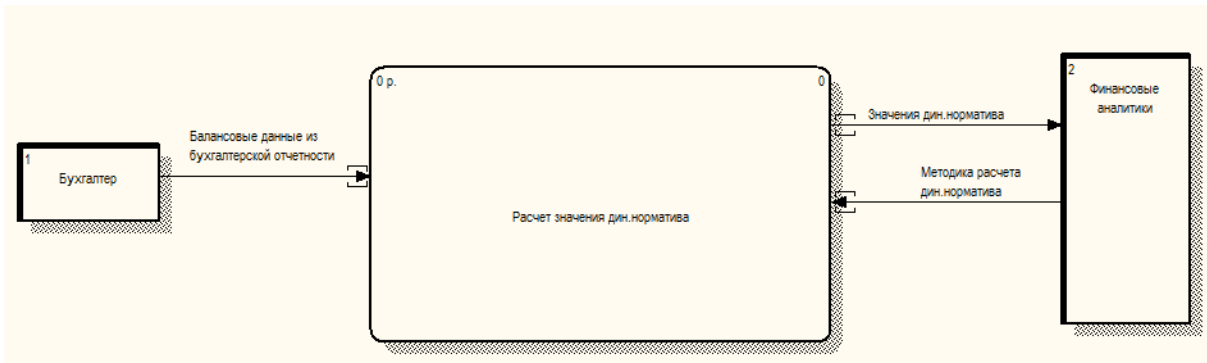 1
Бухгалтер
Балансовые данные из
бухгалтерской отчетности
0 р.
0
Расчет значения дин.норматива
Значения дин.норматива
Методика расчета
дин.норматива
2
Финансовые
аналитики